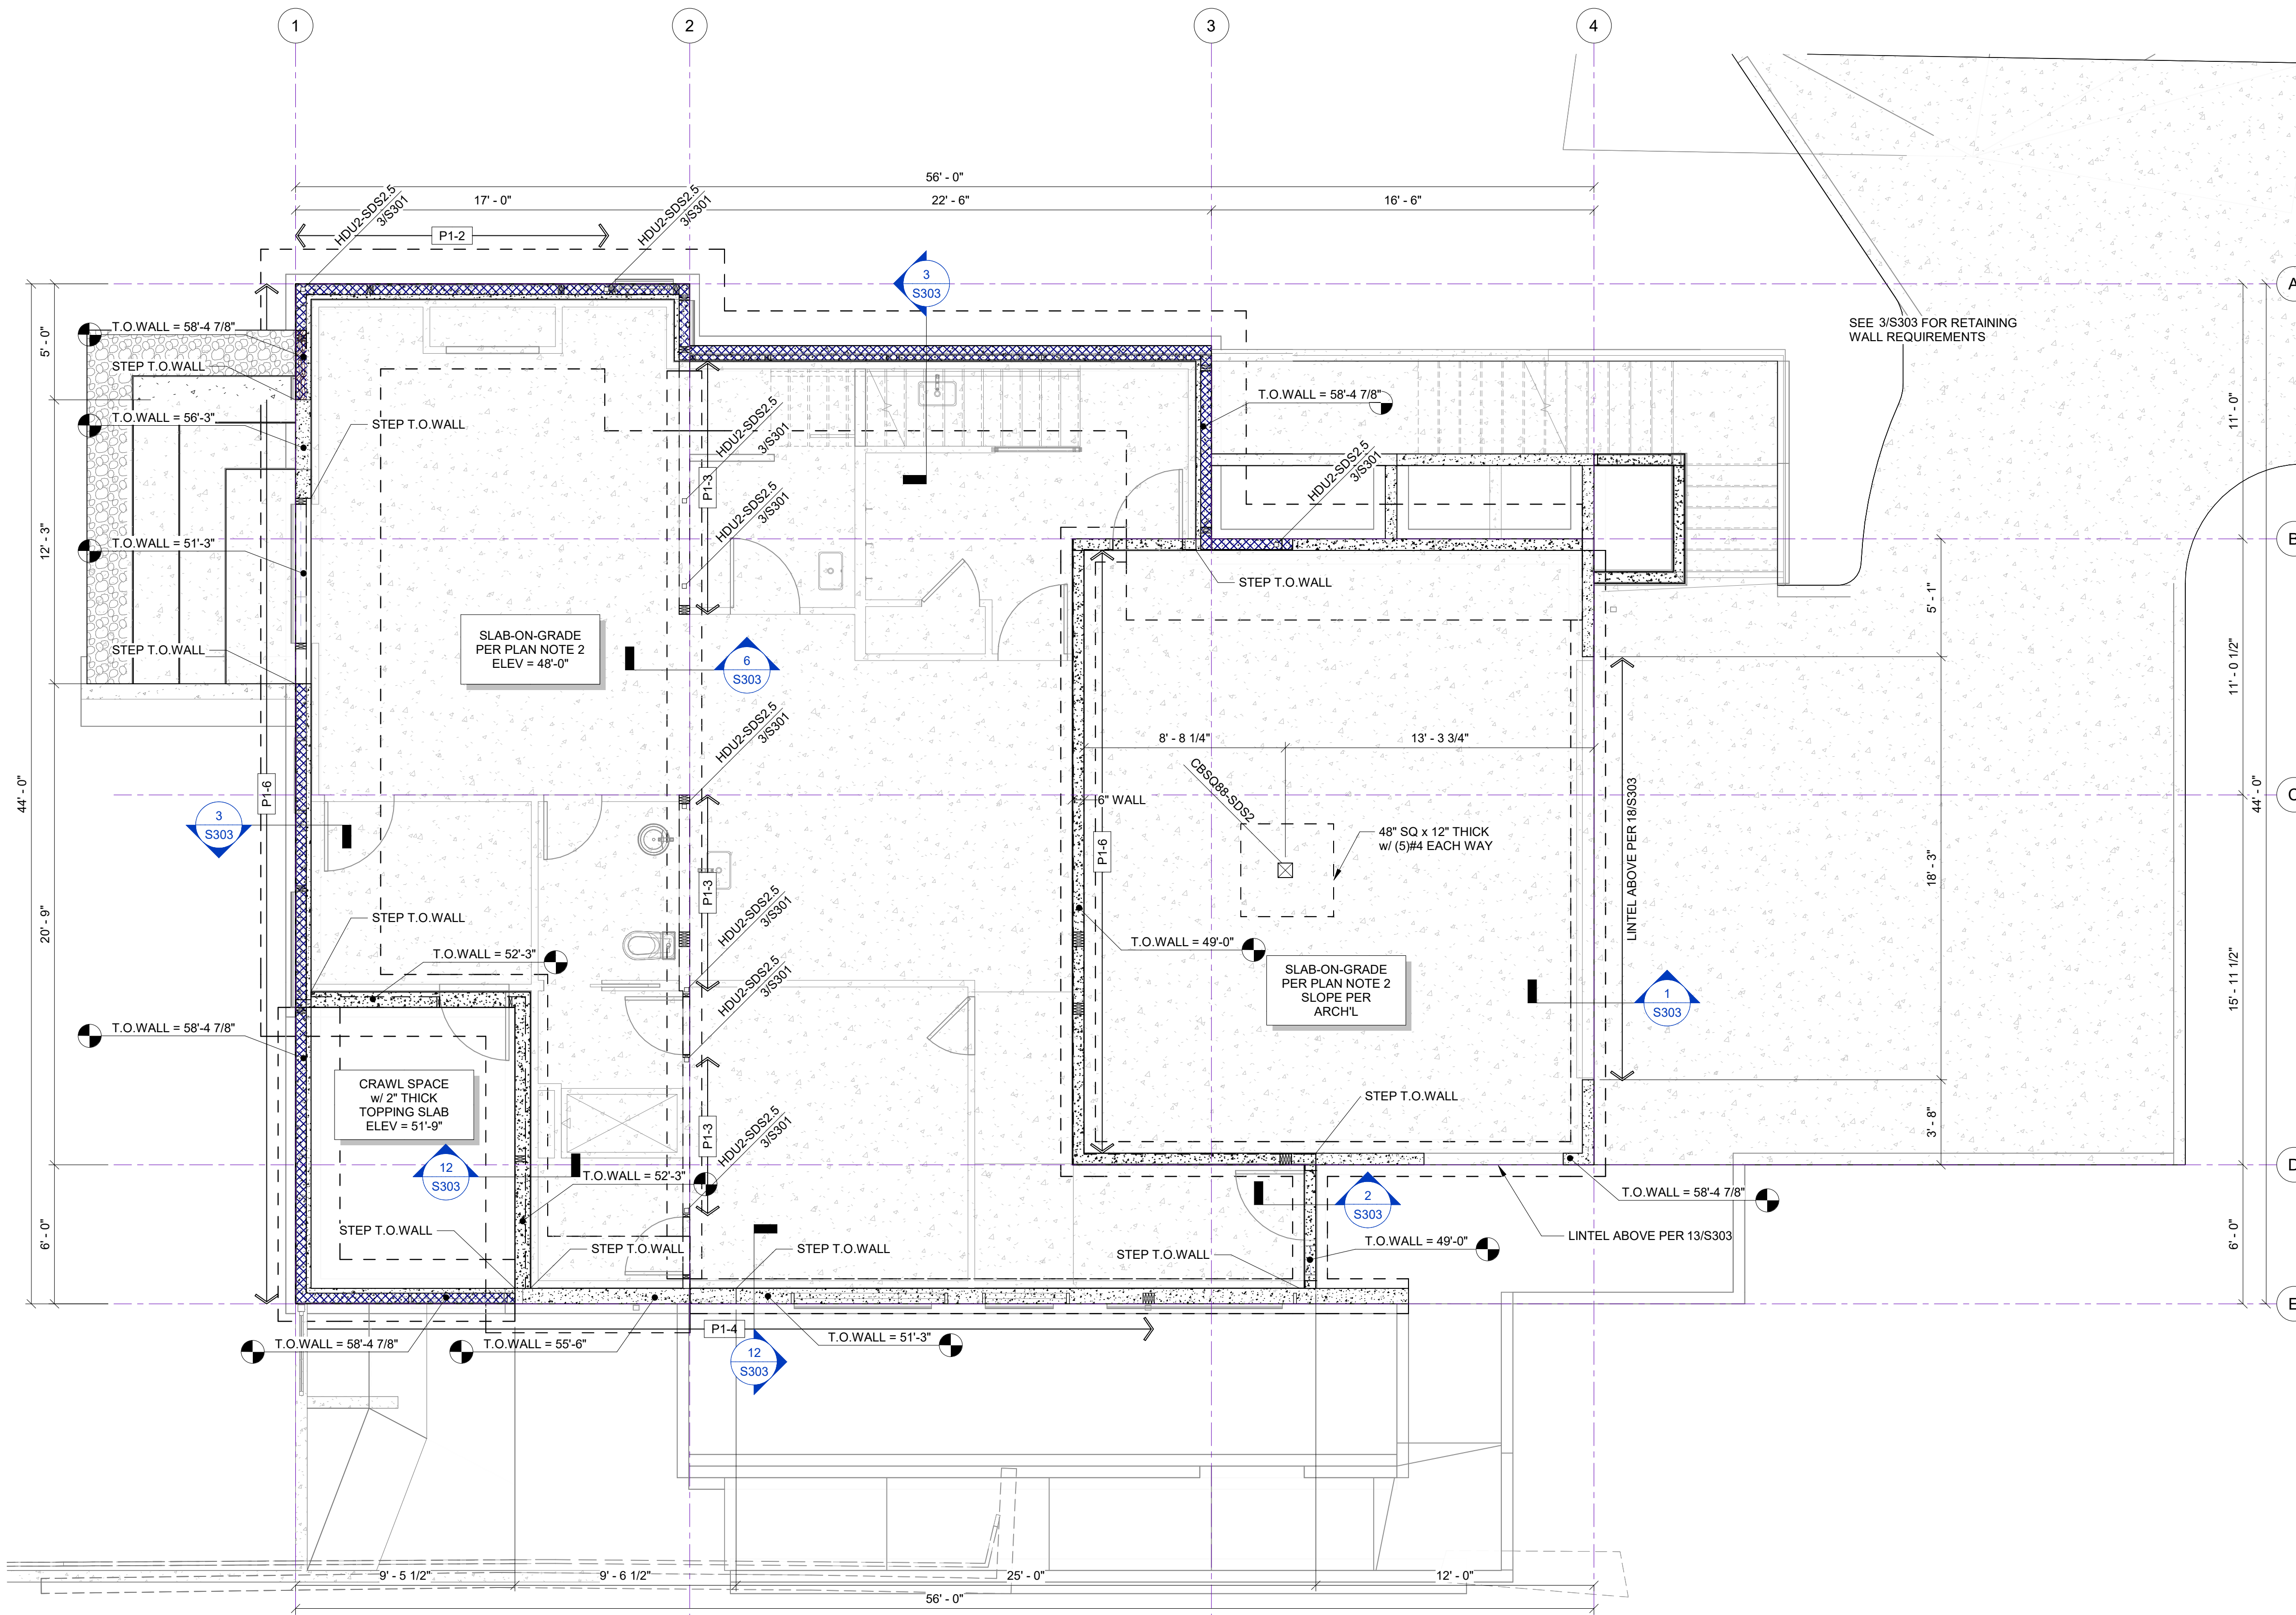 1
2
3
4
56' - 0"
17' - 0"
22' - 6"
16' - 6"
HDU2-SDS2.5
3/S301
HDU2-SDS2.5
3/S301
P1-2
3
S303
A
SEE 3/S303 FOR RETAINING
WALL REQUIREMENTS
T.O.WALL = 58'-4 7/8"
5' - 0"
STEP T.O.WALL
T.O.WALL = 56'-3"
STEP T.O.WALL
HDU2-SDS2.5
3/S301
P1-3
T.O.WALL = 58'-4 7/8"
HDU2-SDS2.5
3/S301
11' - 0"
HDU2-SDS2.5
3/S301
12' - 3"
T.O.WALL = 51'-3"
B
STEP T.O.WALL
5' - 1"
SLAB-ON-GRADE
PER PLAN NOTE 2
ELEV = 48'-0"
STEP T.O.WALL
6
S303
11' - 0 1/2"
HDU2-SDS2.5
3/S301
8' - 8 1/4"
13' - 3 3/4"
44' - 0"
P1-6
CBSQ88-SDS2
6" WALL
C
44' - 0"
3
S303
48" SQ x 12" THICK
w/ (5)#4 EACH WAY
P1-6
LINTEL ABOVE PER 18/S303
18' - 3"
P1-3
HDU2-SDS2.5
3/S301
20' - 9"
STEP T.O.WALL
T.O.WALL = 52'-3"
T.O.WALL = 49'-0"
HDU2-SDS2.5
3/S301
SLAB-ON-GRADE
PER PLAN NOTE 2
SLOPE PER
ARCH'L
1
S303
15' - 11 1/2"
T.O.WALL = 58'-4 7/8"
CRAWL SPACE
w/ 2" THICK
TOPPING SLAB
ELEV = 51'-9"
STEP T.O.WALL
P1-3
HDU2-SDS2.5
3/S301
3' - 8"
12
S303
T.O.WALL = 52'-3"
D
2
S303
T.O.WALL = 58'-4 7/8"
6' - 0"
STEP T.O.WALL
STEP T.O.WALL
STEP T.O.WALL
STEP T.O.WALL
T.O.WALL = 49'-0"
LINTEL ABOVE PER 13/S303
6' - 0"
E
T.O.WALL = 58'-4 7/8"
T.O.WALL = 55'-6"
P1-4
T.O.WALL = 51'-3"
12
S303
9' - 5 1/2"
9' - 6 1/2"
25' - 0"
12' - 0"
56' - 0"